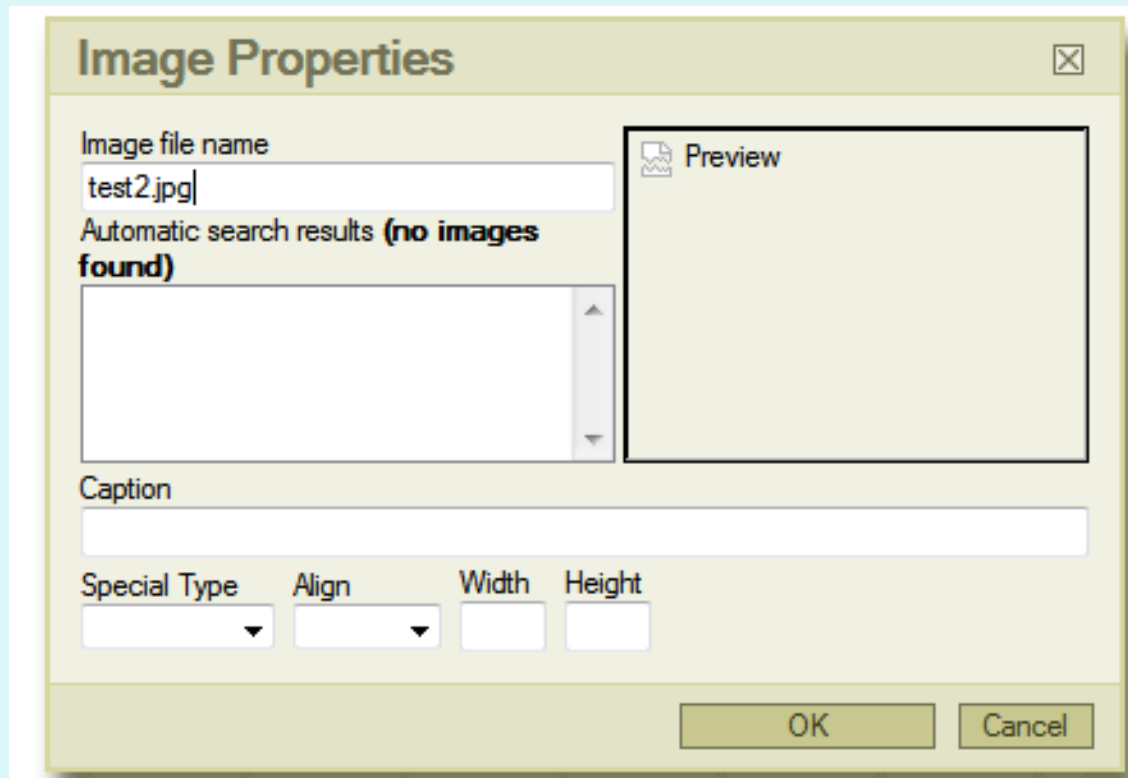 Image Properties
Image file name
test2.jpg
Preview
Automatic search results (no images
found)
Caption
Special Type Align Width Height
OK Cancel